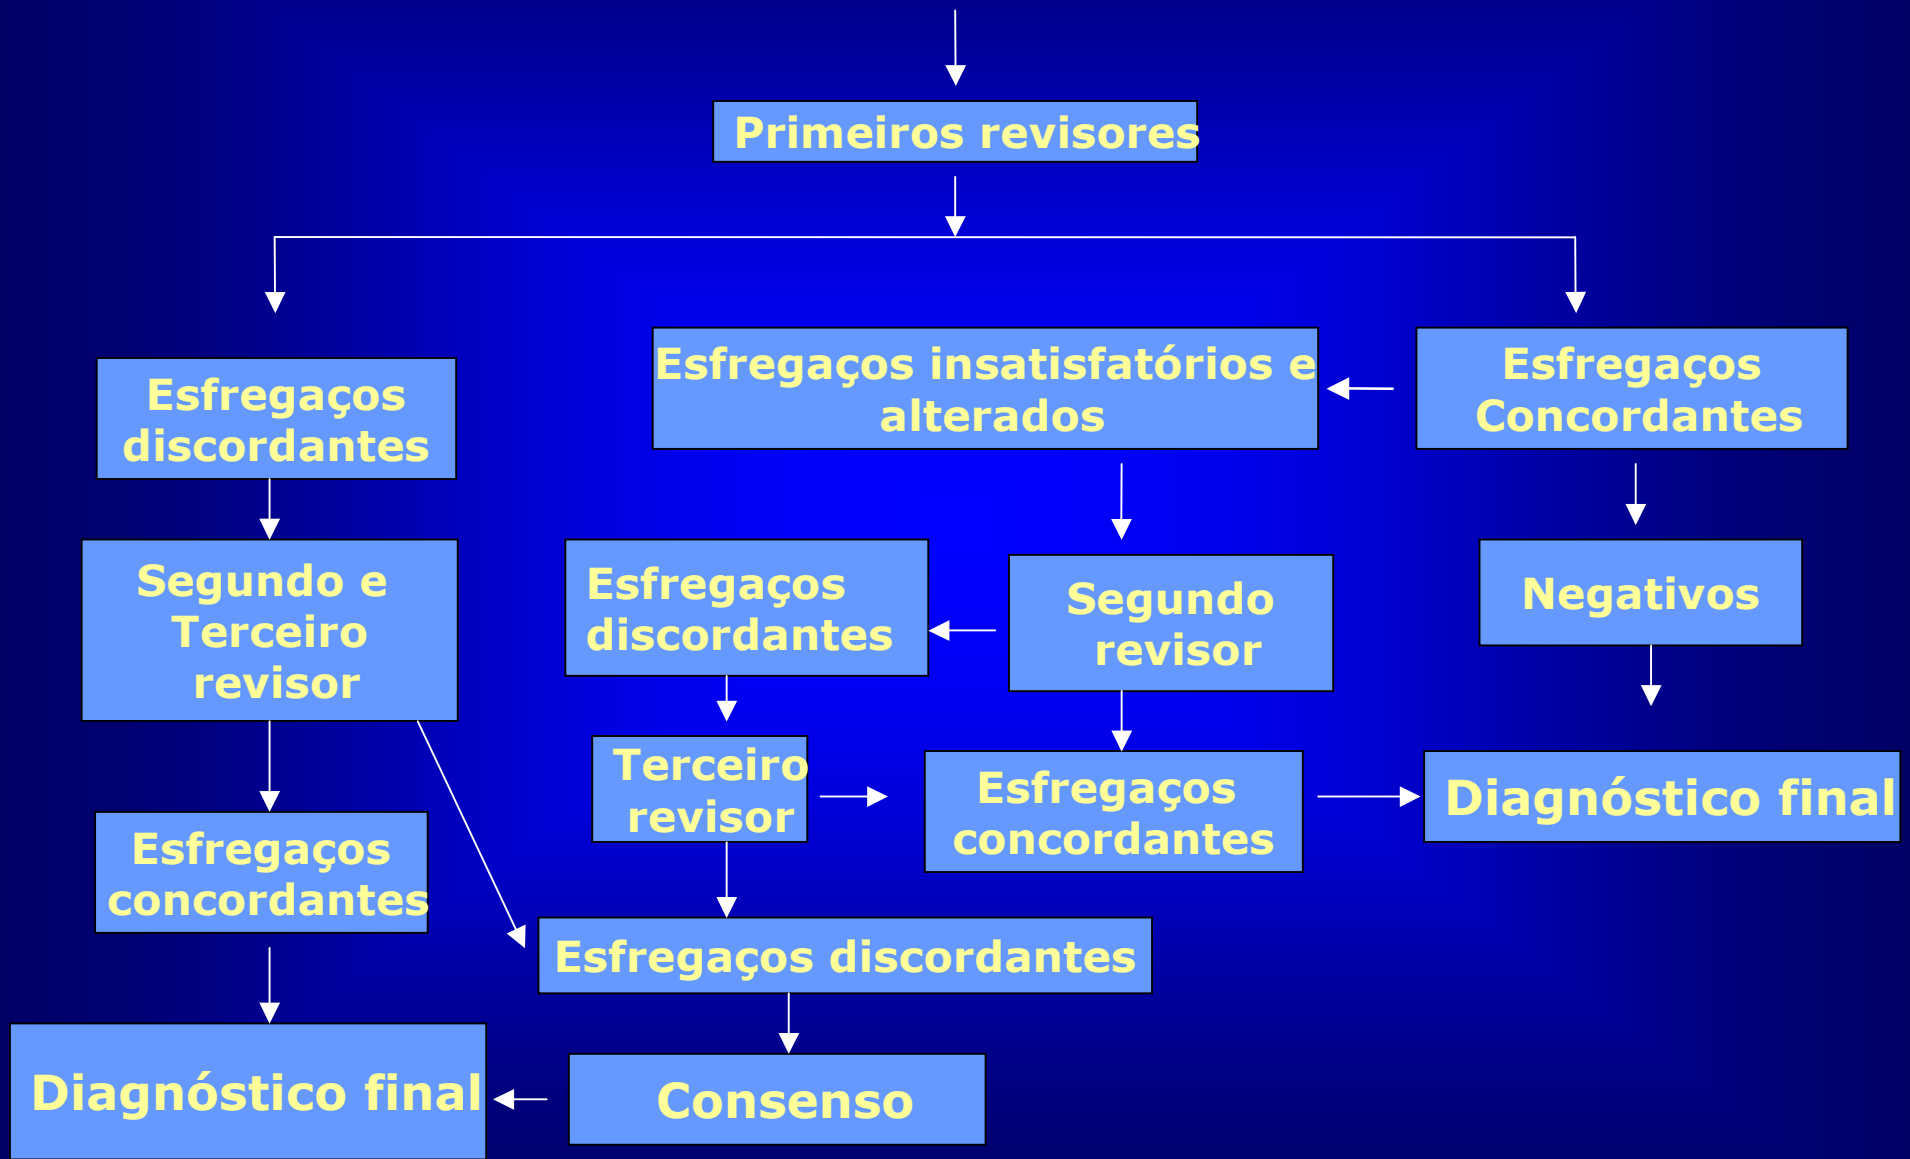 Primeiros revisores
Esfregaços
discordantes
Esfregaços insatisfatórios e
alterados
Esfregaços
Concordantes
Segundo e
Terceiro
revisor
Esfregaços
discordantes
Segundo
revisor
Negativos
Terceiro
revisor
Esfregaços
concordantes
Diagnóstico final
Esfregaços
concordantes
Esfregaços discordantes
Diagnóstico final
Consenso